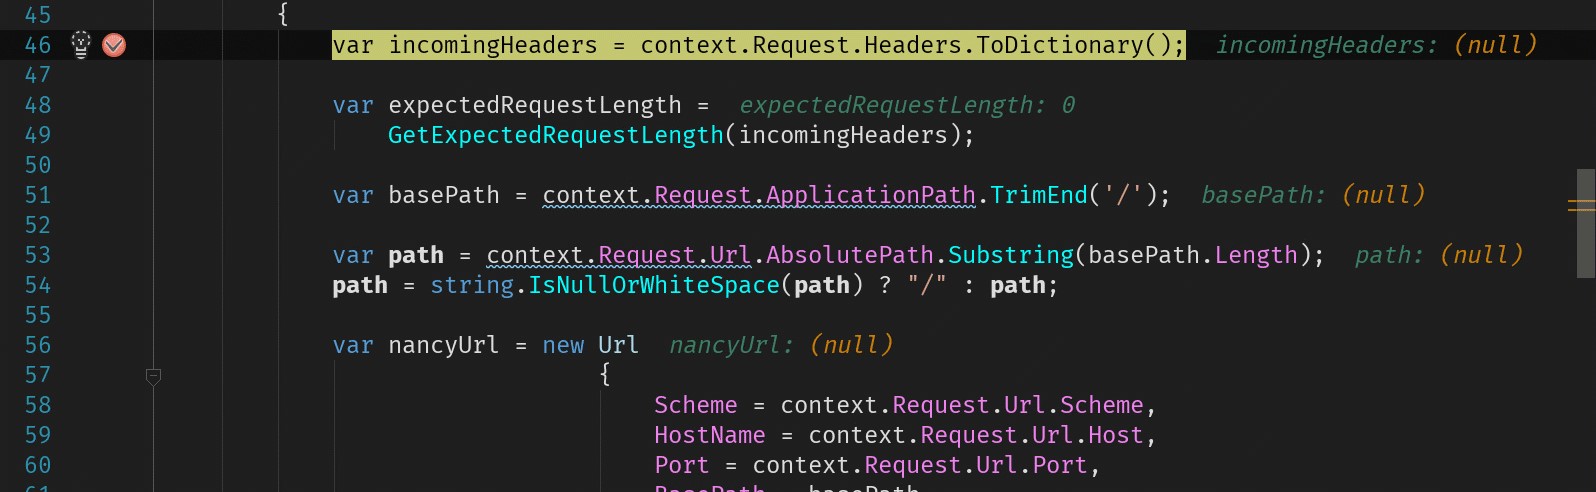 45 {
46 var incomingHeaders = context.Request.Headers.ToDictionary(); incomingHeaders: (null)
47
48 var expectedRequestLength = expectedRequestLength: 0
49 GetExpectedRequestLength(incomingHeaders);
50
51 var basePath = context.Request.ApplicationPath.TrimEnd('/'); basePath: (null)
52
53 var path = context.Request.Url.AbsolutePath.Substring(basePath.Length); path: (null)
54 path = string.IsNullOrWhiteSpace(path) ? "/" : path;
55
56 var nancyUrl = new Url nancyUrl: (null)
57 {
58 Scheme = context.Request.Url.Scheme,
59 HostName = context.Request.Url.Host,
60 Port = context.Request.Url.Port,